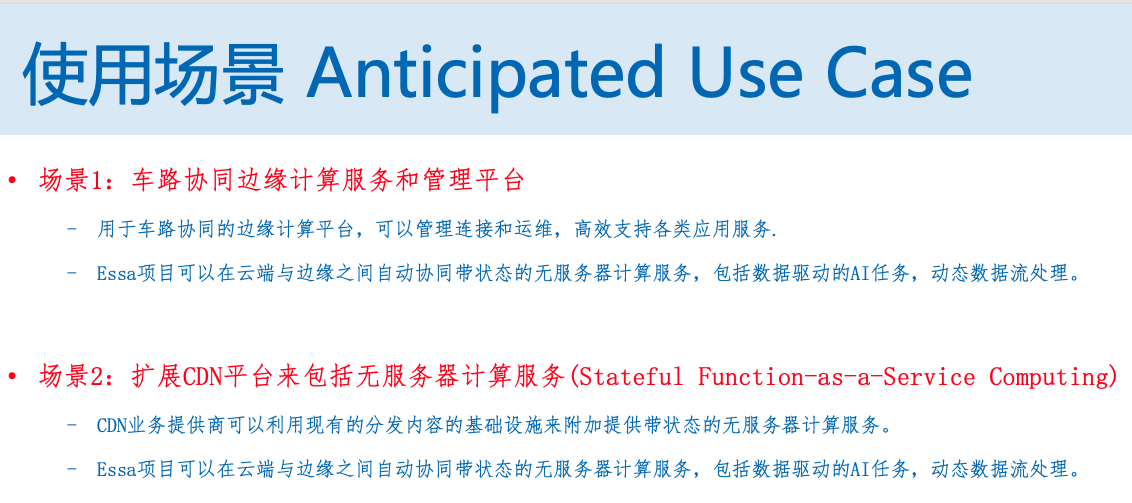 使用场景 Anticipated Use Case
• 场景1：车路协同边缘计算服务和管理平台
– 用于车路协同的边缘计算平台，可以管理连接和运维，高效支持各类应用服务.
– Essa项目可以在云端与边缘之间自动协同带状态的无服务器计算服务，包括数据驱动的AI任务，动态数据流处理。
• 场景2：扩展CDN平台来包括无服务器计算服务(Stateful Function-as-a-Service Computing)
– CDN业务提供商可以利用现有的分发内容的基础设施来附加提供带状态的无服务器计算服务。
– Essa项目可以在云端与边缘之间自动协同带状态的无服务器计算服务，包括数据驱动的AI任务，动态数据流处理。